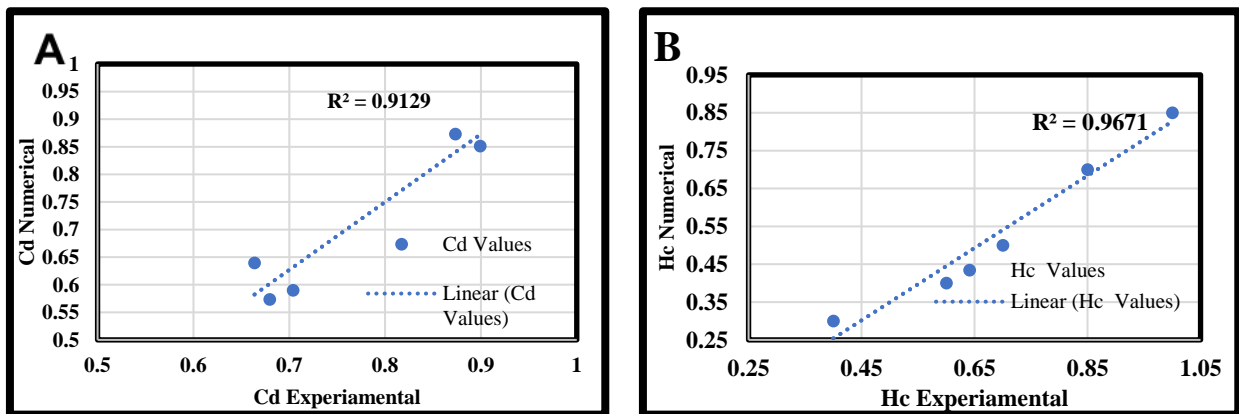 A
1
0.95
0.9
0.85
0.8
0.75
0.7
0.65
0.6
0.55
0.5
Cd Numerical
R² = 0.9129
Cd Values
Linear (Cd
Values)
0.5
0.6
0.7
0.8
0.9
1
Cd Experiamental
B
0.95
0.85
0.75
0.65
0.55
0.45
0.35
0.25
Hc Numerical
R² = 0.9671
Hc Values
Linear (Hc Values)
0.25
0.45
0.65
0.85
1.05
Hc Experiamental